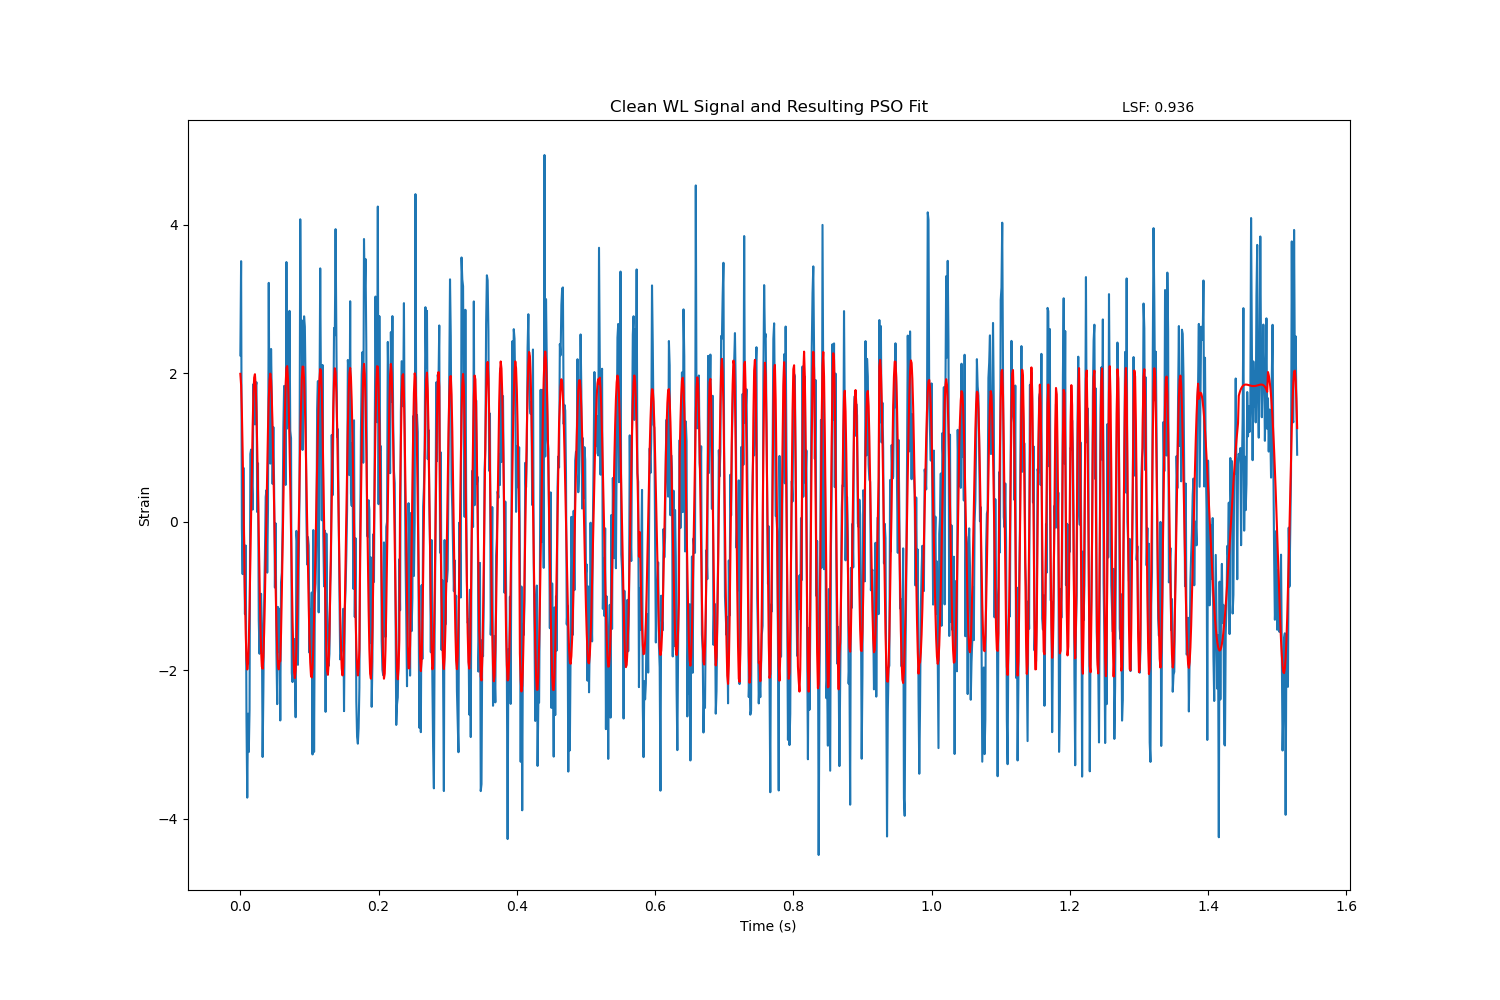 Clean WL Signal and Resulting PSO Fit
LSF: 0.936
4
2
0
−2
−4
Strain
0.0 0.2 0.4 0.6 0.8 1.0 1.2 1.4 1.6
Time (s)